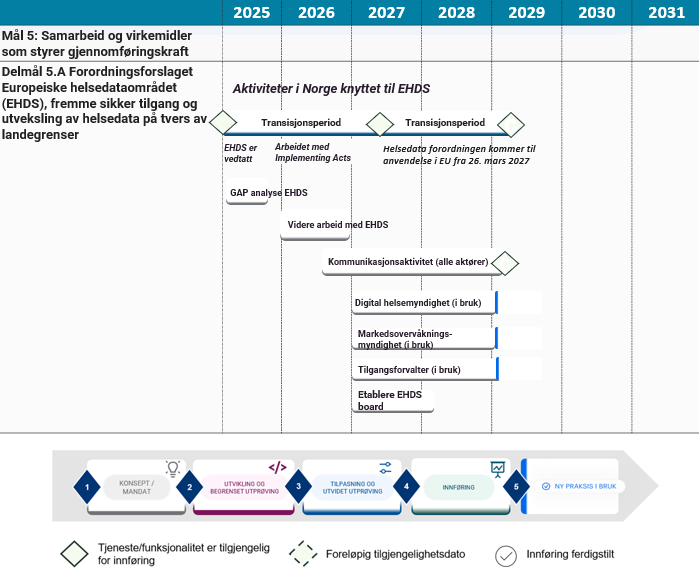 2025 2026 2027 2028 2029 2030 2031
Mål 5: Samarbeid og virkemidler
som styrer gjennomføringskraft
Delmål 5.A Forordningsforslaget
Europeiske helsedataområdet
(EHDS), fremme sikker tilgang og
utveksling av helsedata på tvers av
landegrenser
Aktiviteter i Norge knyttet til EHDS
Transisjonsperiod Transisjonsperiod
EHDS er
vedtatt
Arbeidet med
Implementing Acts
Helsedata forordningen kommer til
anvendelse i EU fra 26. mars 2027
GAP analyse EHDS
Videre arbeid med EHDS
Kommunikasjonsaktivitet (alle aktører)
Digital helsemyndighet (i bruk)
Markedsovervåknings-
myndighet (i bruk)
Tilgangsforvalter (i bruk)
Etablere EHDS
board
1 KONSEPT /
MANDAT
2 UTVIKLING OG
BEGRENSET UTPRØVING
3 TILPASNING OG
UTVIDET UTPRØVING
4 INNFØRING
5 NY PRAKSIS I BRUK
Tjeneste/funksjonalitet er tilgjengelig
for innføring
Foreløpig tilgjengelighetsdato
Innføring ferdigstilt